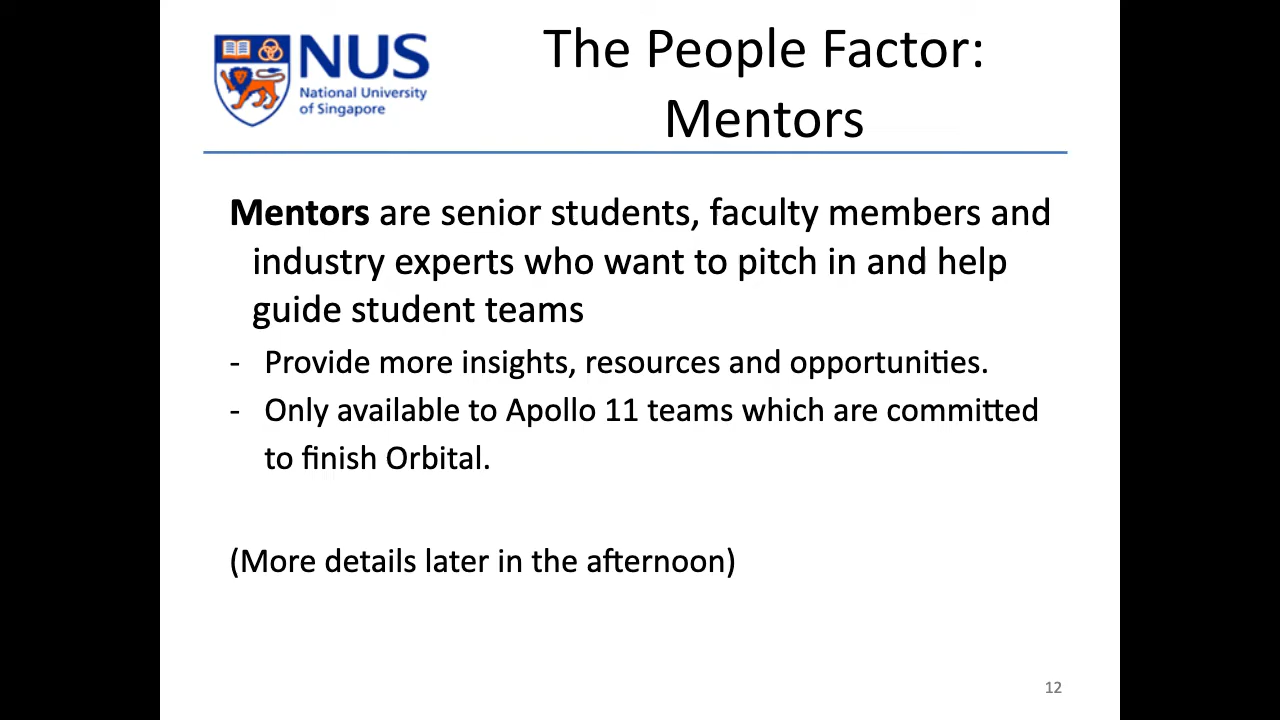 NUS
National University
of Singapore
The People Factor:
Mentors
Mentors are senior students, faculty members and
industry experts who want to pitch in and help
guide student teams
- Provide more insights, resources and opportunities.
- Only available to Apollo 11 teams which are committed
to finish Orbital.
(More details later in the afternoon)
12